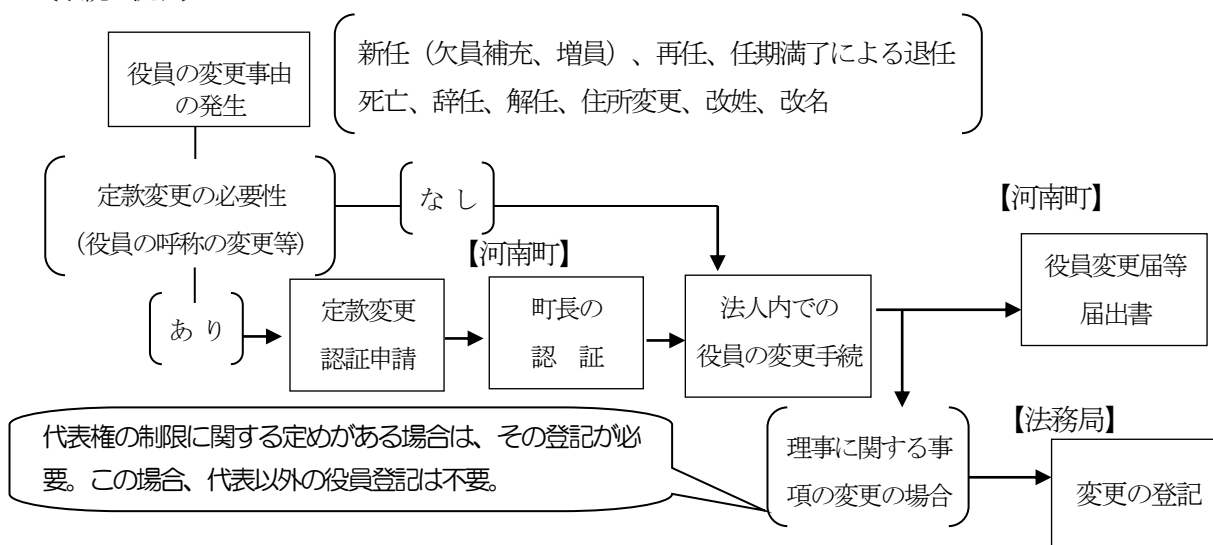 役員の変更事由
の発生
新任（欠員補充、増員）、再任、任期満了による退任
死亡、辞任、解任、住所変更、改姓、改名
定款変更の必要性
（役員の呼称の変更等）
なし
【河南町】
【河南町】
役員変更届等
届出書
あり
定款変更
認証申請
町長の
認　証
法人内での
役員の変更手続
代表権の制限に関する定めがある場合は、その登記が必
要。この場合、代表以外の役員登記は不要。
理事に関する事
項の変更の場合
【法務局】
変更の登記